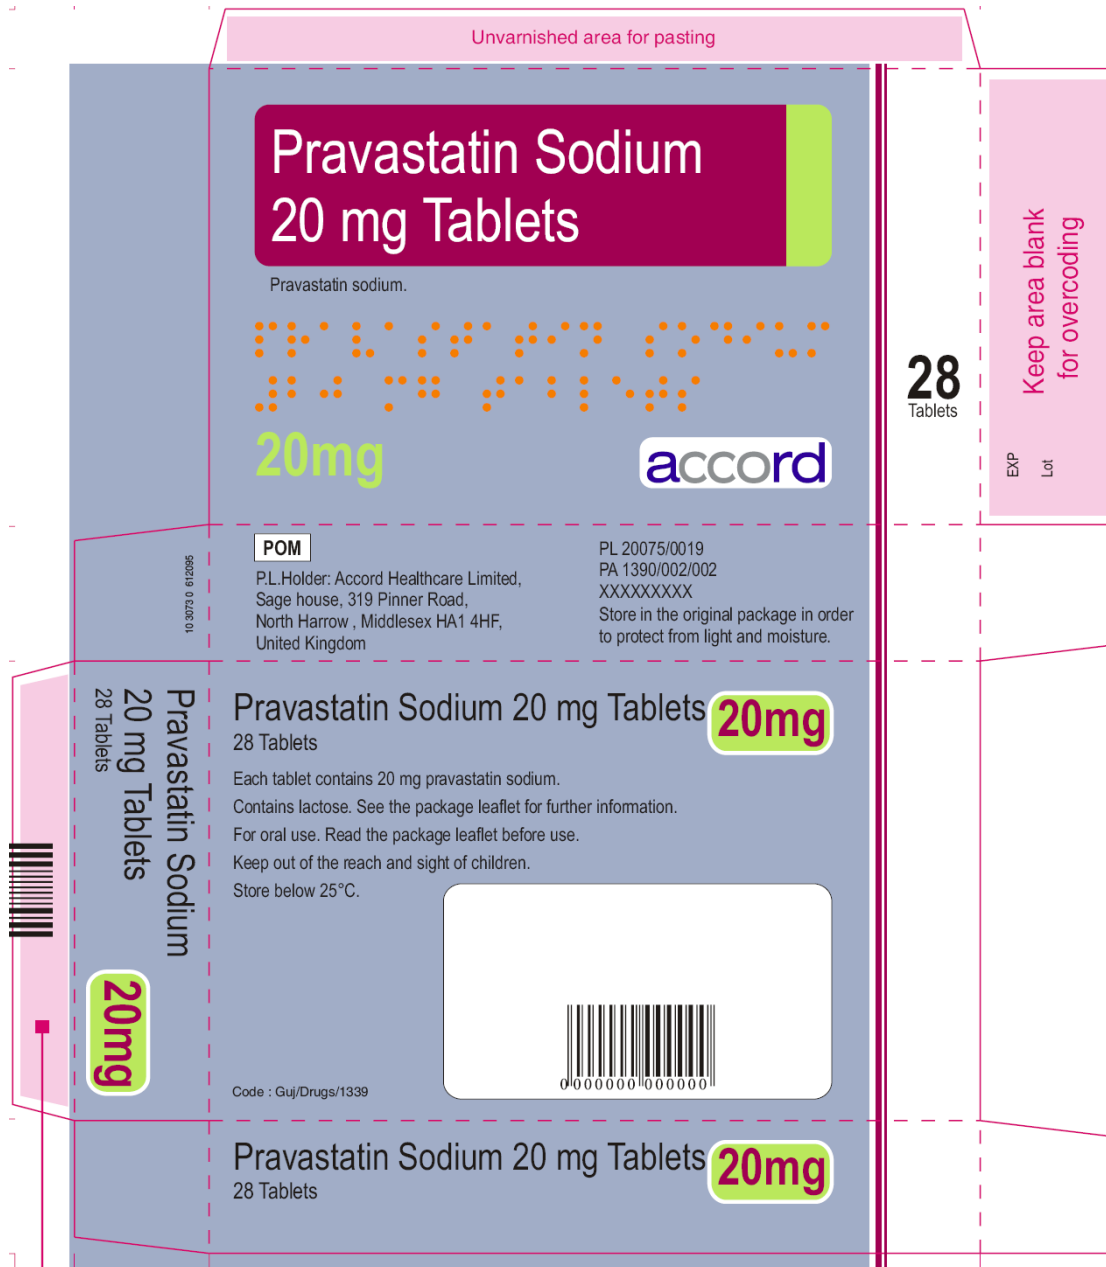 Unvarnished area for pasting
Pravastatin Sodium
20 mg Tablets
Pravastatin sodium.
20mg
accord
28
Tablets
Keep area blank
for overcoding
EXP
Lot
POM
P.L.Holder: Accord Healthcare Limited,
Sage house, 319 Pinner Road,
North Harrow , Middlesex HA1 4HF,
United Kingdom
PL 20075/0019
PA 1390/002/002
XXXXXXXXX
Store in the original package in order
to protect from light and moisture.
10 3073 0 612095
Pravastatin Sodium
20 mg Tablets
28 Tablets
20mg
Pravastatin Sodium 20 mg Tablets
20mg
28 Tablets
Each tablet contains 20 mg pravastatin sodium.
Contains lactose. See the package leaflet for further information.
For oral use. Read the package leaflet before use.
Keep out of the reach and sight of children.
Store below 25°C.
0 000000 000000
Code : Guj/Drugs/1339
Pravastatin Sodium 20 mg Tablets
20mg
28 Tablets